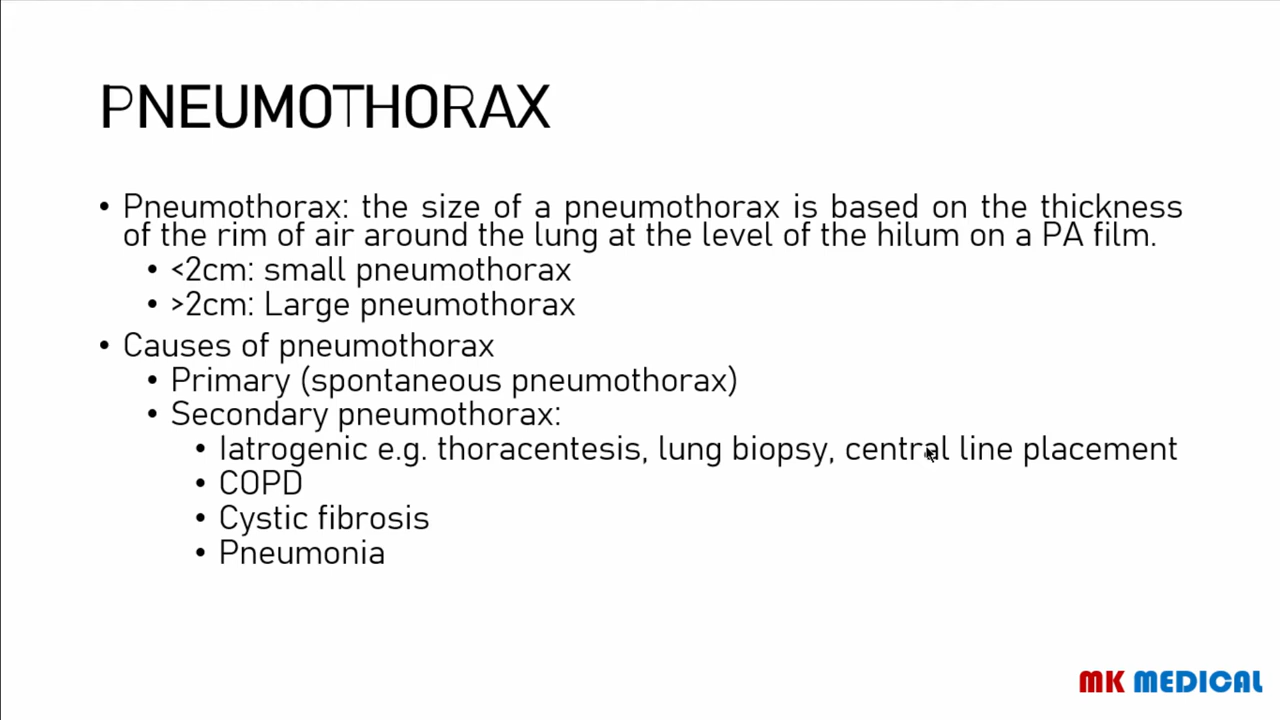 PNEUMOTHORAX
• Pneumothorax: the size of a pneumothorax is based on the thickness
of the rim of air around the lung at the level of the hilum on a PA film.
• <2cm: small pneumothorax
• >2cm: Large pneumothorax
• Causes of pneumothorax
• Primary (spontaneous pneumothorax)
• Secondary pneumothorax:
• Iatrogenic e.g. thoracentesis, lung biopsy, central line placement
• COPD
• Cystic fibrosis
• Pneumonia
MK MEDICAL